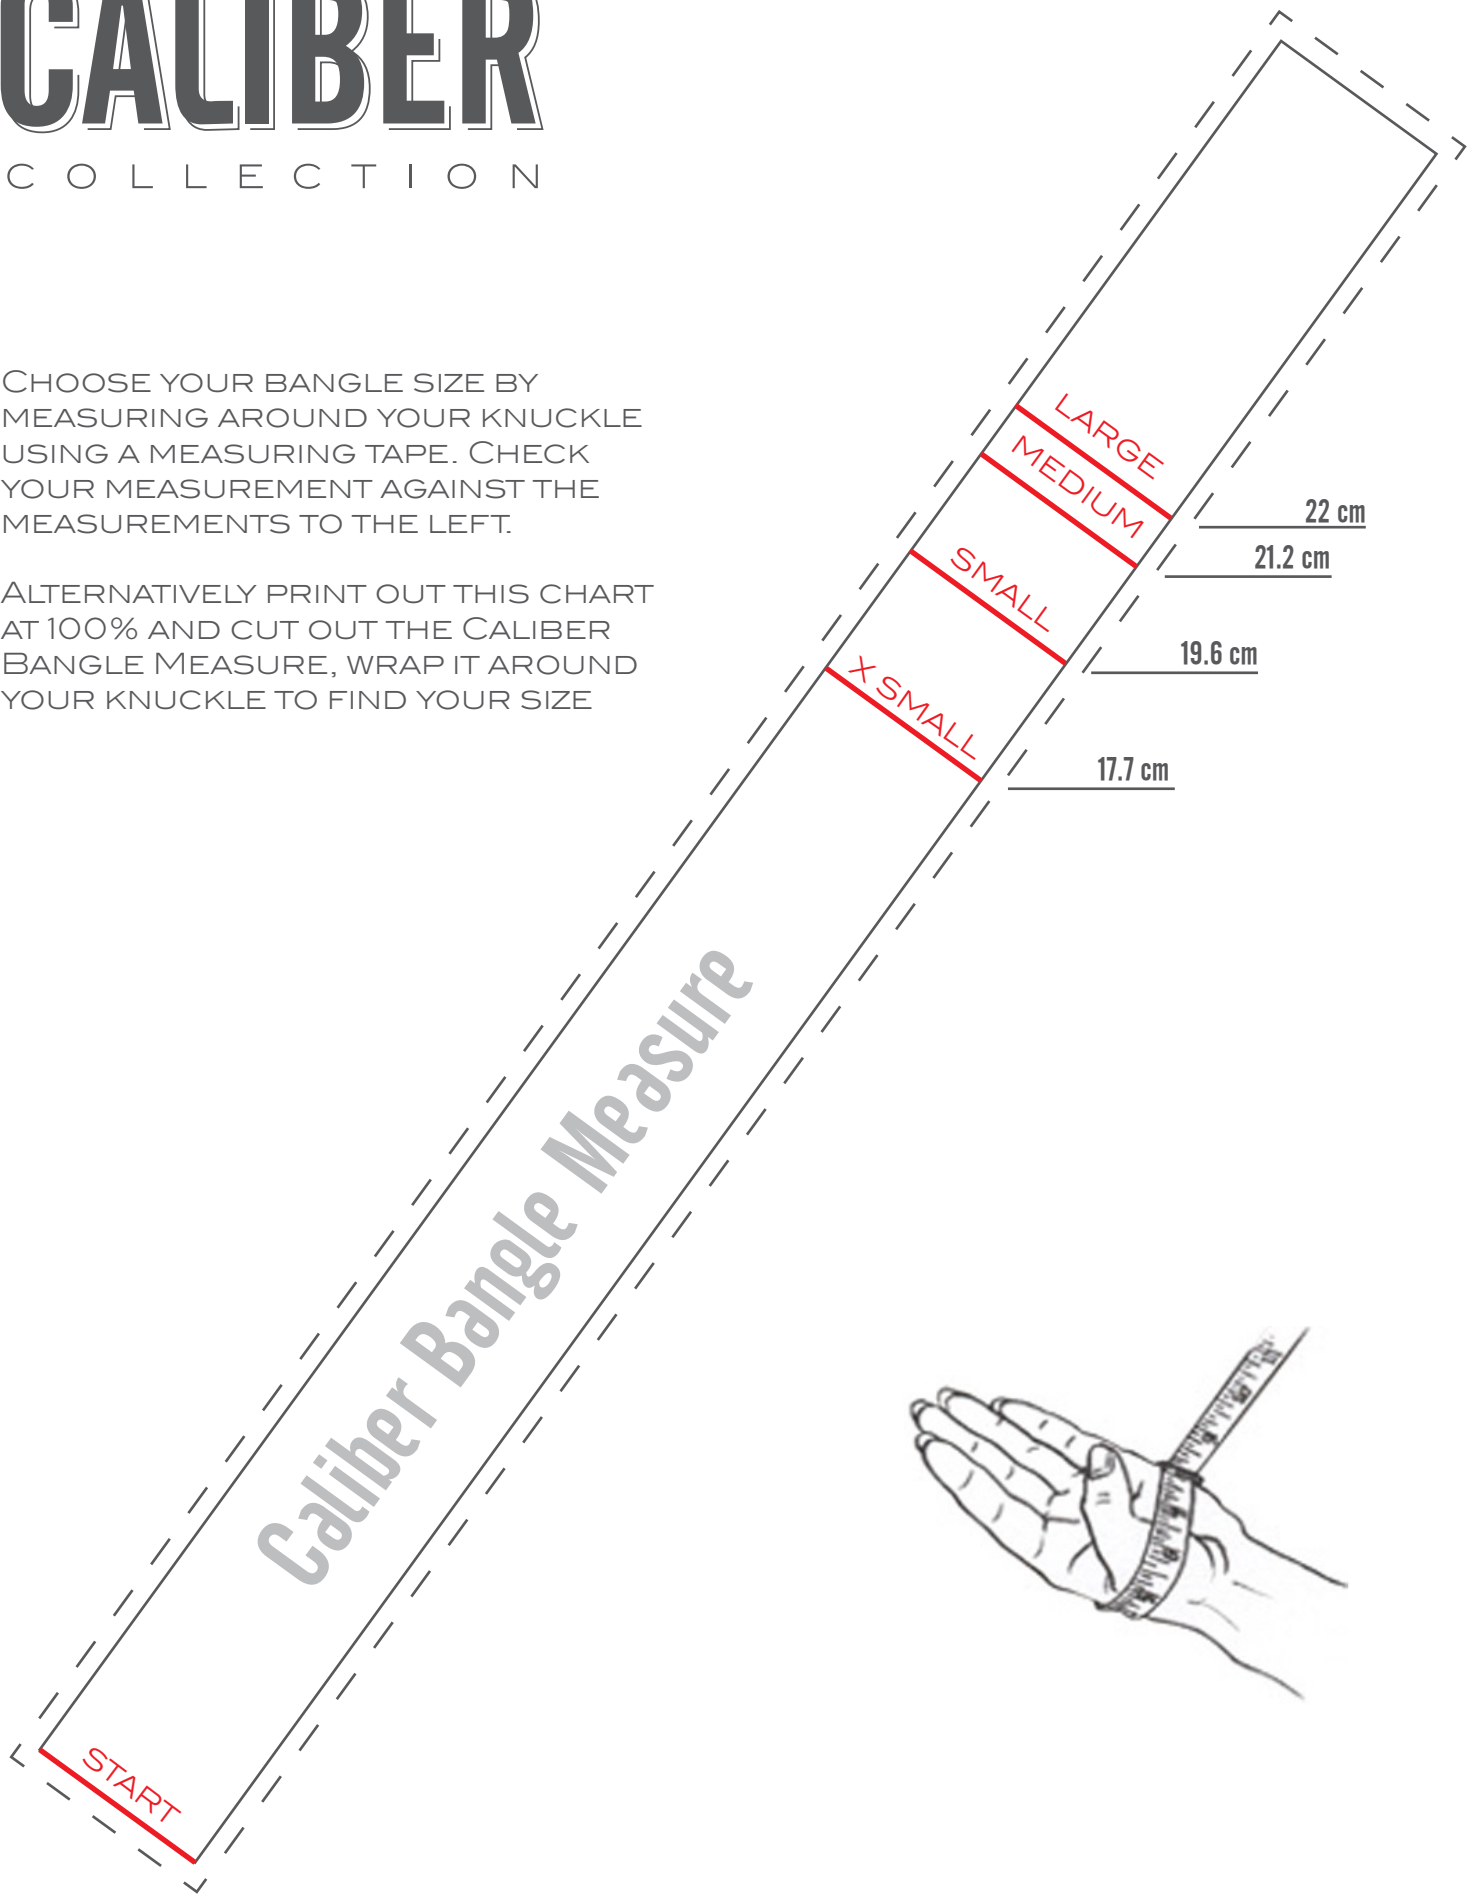 CALIBER
COLLECTION
CHOOSE YOUR BANGLE SIZE BY
MEASURING AROUND YOUR KNUCKLE
USING A MEASURING TAPE. CHECK
YOUR MEASUREMENT AGAINST THE
MEASUREMENTS TO THE LEFT.
ALTERNATIVELY PRINT OUT THIS CHART
AT 100% AND CUT OUT THE CALIBER
BANGLE MEASURE, WRAP IT AROUND
YOUR KNUCKLE TO FIND YOUR SIZE
LARGE
22 cm
MEDIUM
21.2 cm
SMALL
19.6 cm
X SMALL
17.7 cm
Caliber Bangle Measure
START